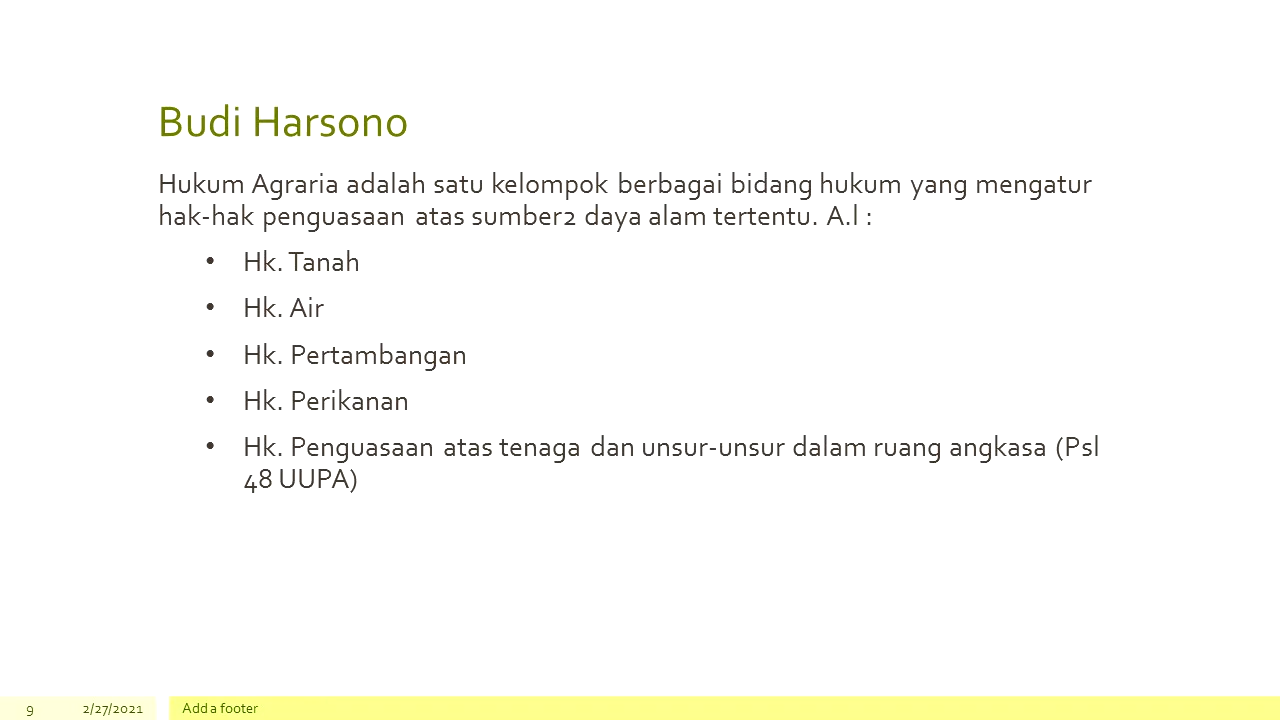 Budi Harsono
Hukum Agraria adalah satu kelompok berbagai bidang hukum yang mengatur
hak-hak penguasaan atas sumber2 daya alam tertentu. A.l :
• Hk. Tanah
• Hk. Air
• Hk. Pertambangan
• Hk. Perikanan
• Hk. Penguasaan atas tenaga dan unsur-unsur dalam ruang angkasa (Psl
48 UUPA)
9 2/27/2021 Add a footer